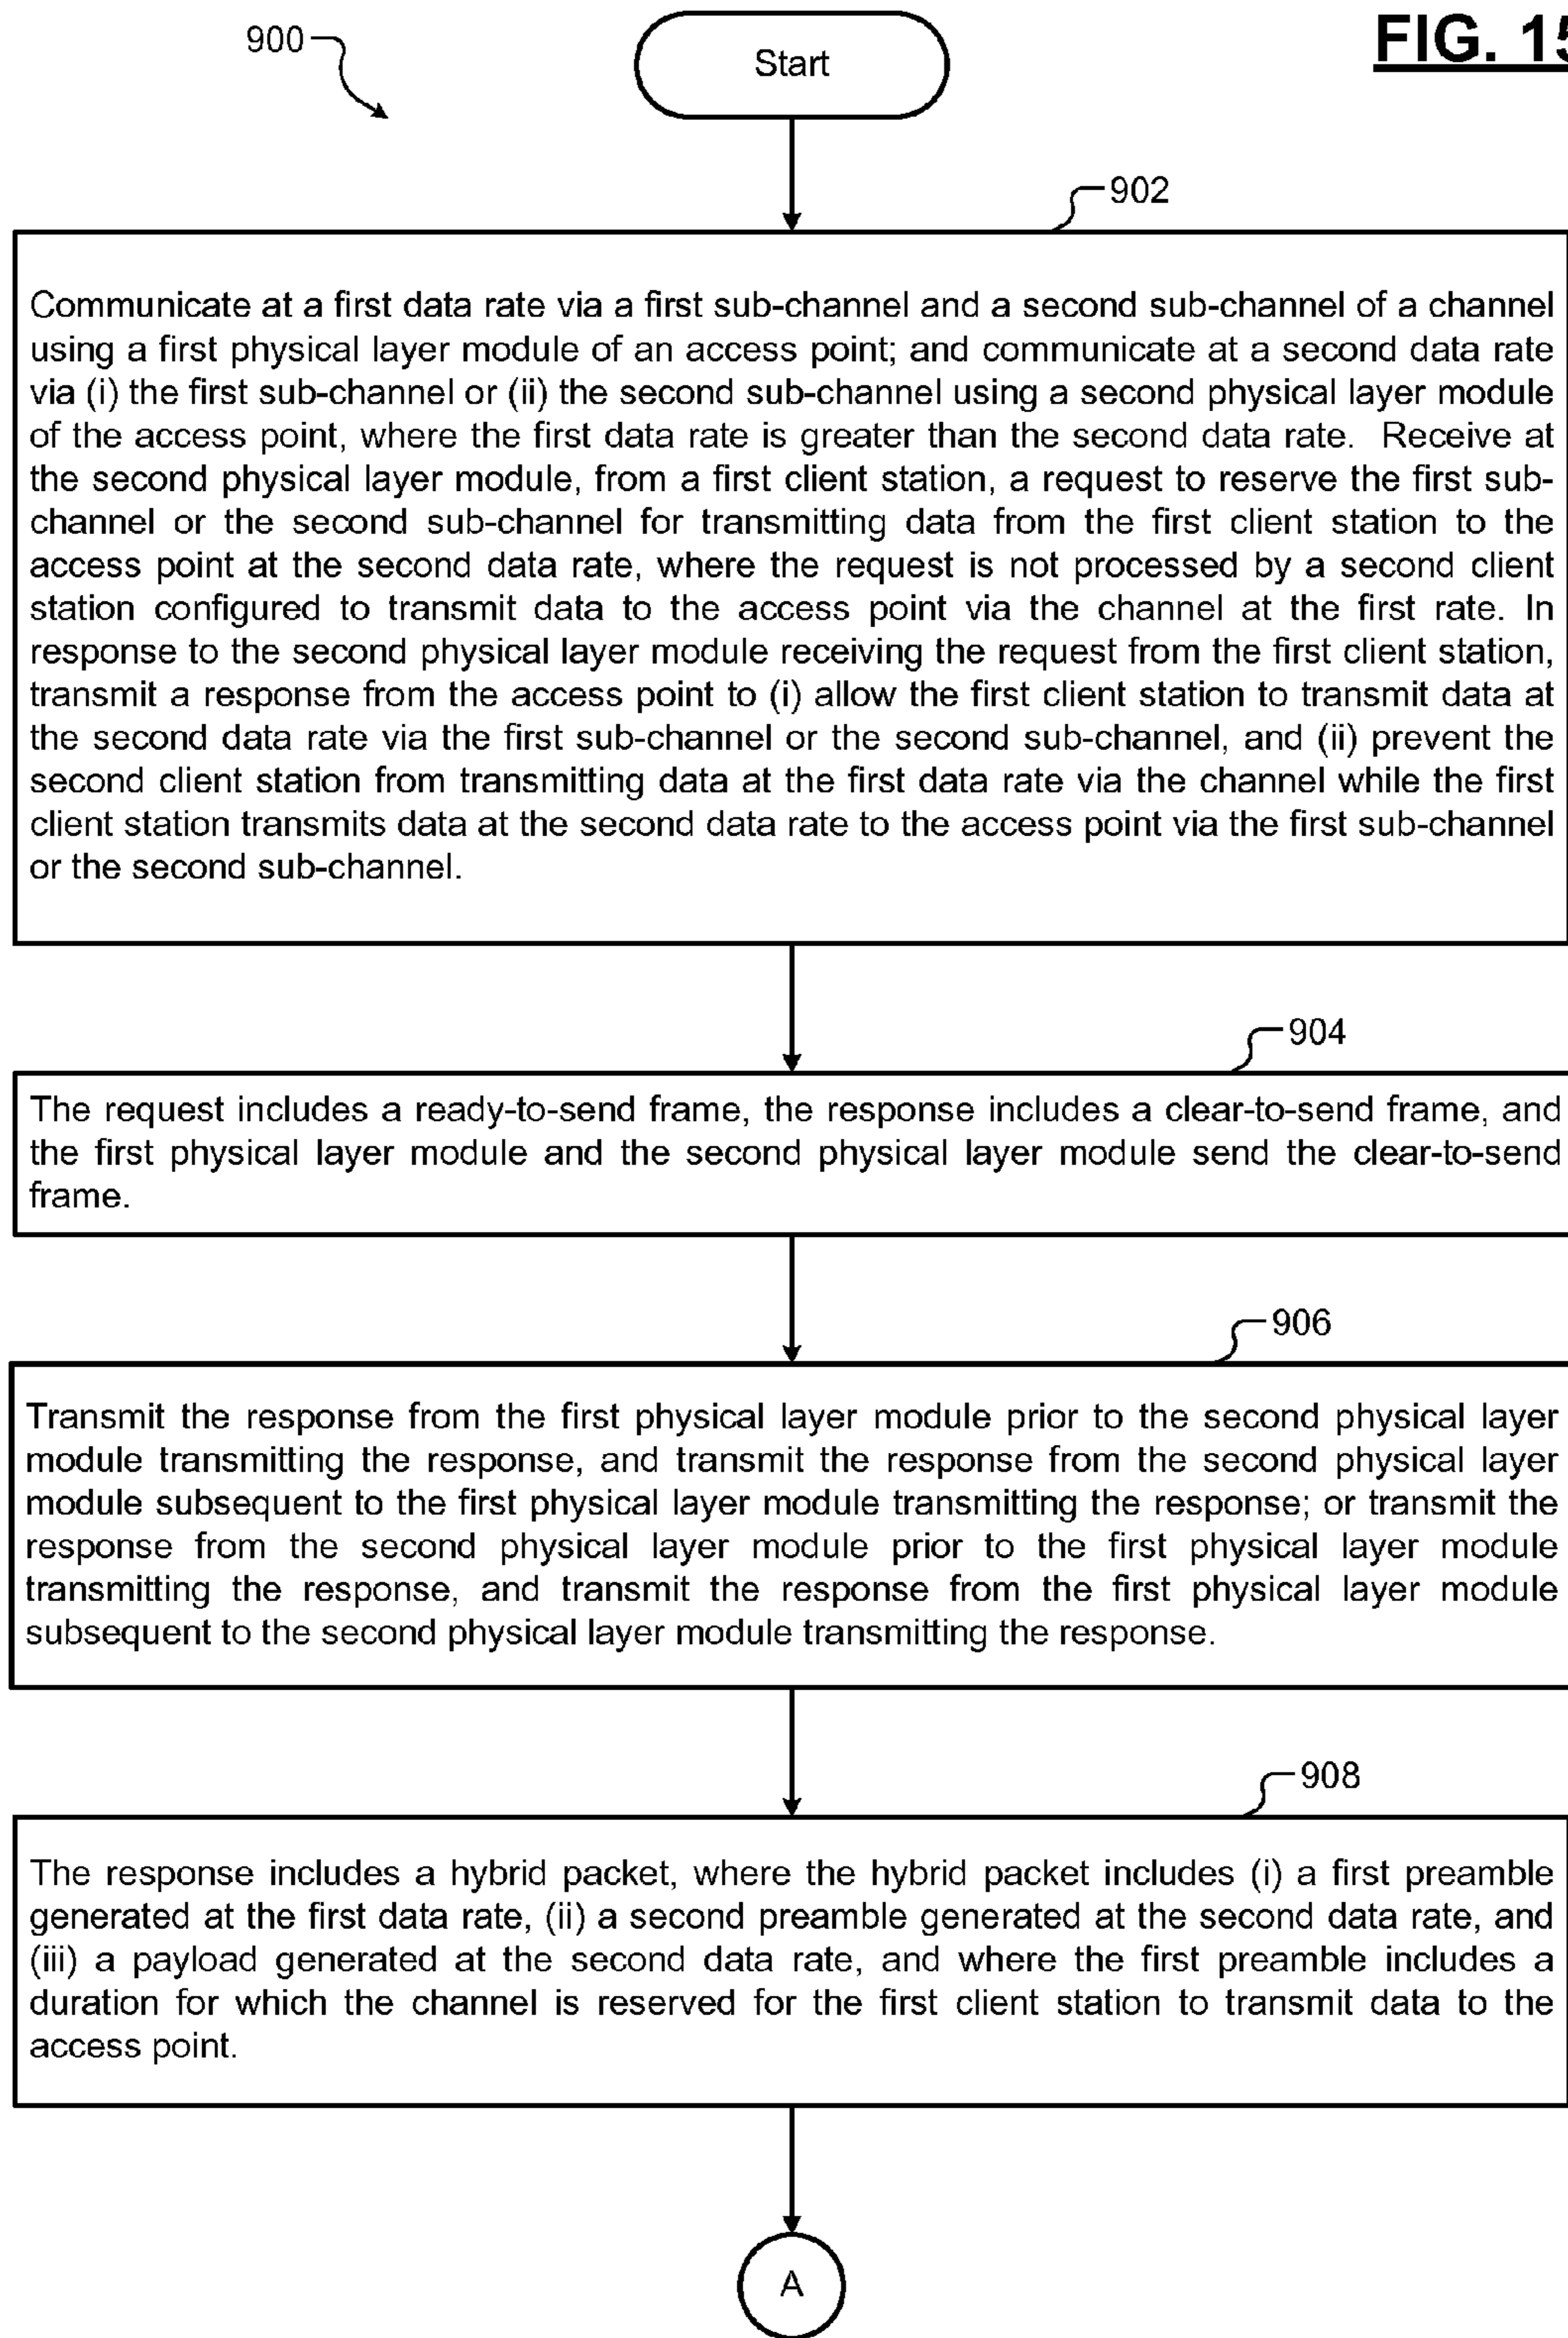 900
Start
FIG. 15
902
Communicate at a first data rate via a first sub-channel and a second sub-channel of a channel
using a first physical layer module of an access point; and communicate at a second data rate
via (i) the first sub-channel or (ii) the second sub-channel using a second physical layer module
of the access point, where the first data rate is greater than the second data rate. Receive at
the second physical layer module, from a first client station, a request to reserve the first sub-
channel or the second sub-channel for transmitting data from the first client station to the
access point at the second data rate, where the request is not processed by a second client
station configured to transmit data to the access point via the channel at the first rate. In
response to the second physical layer module receiving the request from the first client station,
transmit a response from the access point to (i) allow the first client station to transmit data at
the second data rate via the first sub-channel or the second sub-channel, and (ii) prevent the
second client station from transmitting data at the first data rate via the channel while the first
client station transmits data at the second data rate to the access point via the first sub-channel
or the second sub-channel.
904
The request includes a ready-to-send frame, the response includes a clear-to-send frame, and
the first physical layer module and the second physical layer module send the clear-to-send
frame.
906
Transmit the response from the first physical layer module prior to the second physical layer
module transmitting the response, and transmit the response from the second physical layer
module subsequent to the first physical layer module transmitting the response; or transmit the
response from the second physical layer module prior to the first physical layer module
transmitting the response, and transmit the response from the first physical layer module
subsequent to the second physical layer module transmitting the response.
908
The response includes a hybrid packet, where the hybrid packet includes (i) a first preamble
generated at the first data rate, (ii) a second preamble generated at the second data rate, and
(iii) a payload generated at the second data rate, and where the first preamble includes a
duration for which the channel is reserved for the first client station to transmit data to the
access point.
A